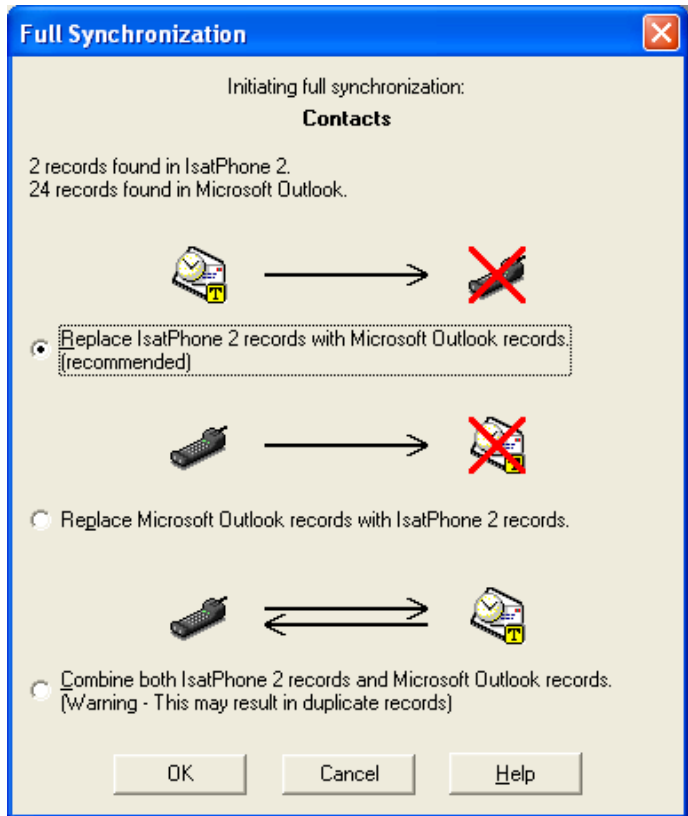 Full Synchronization
Initiating full synchronization:
Contacts
2 records found in IsatPhone 2.
24 records found in Microsoft Outlook.
T
Replace IsatPhone 2 records with Microsoft Outlook records.
(recommended)
T
Replace Microsoft Outlook records with IsatPhone 2 records.
T
Combine both IsatPhone 2 records and Microsoft Outlook records.
(Warning - This may result in duplicate records)
OK Cancel Help